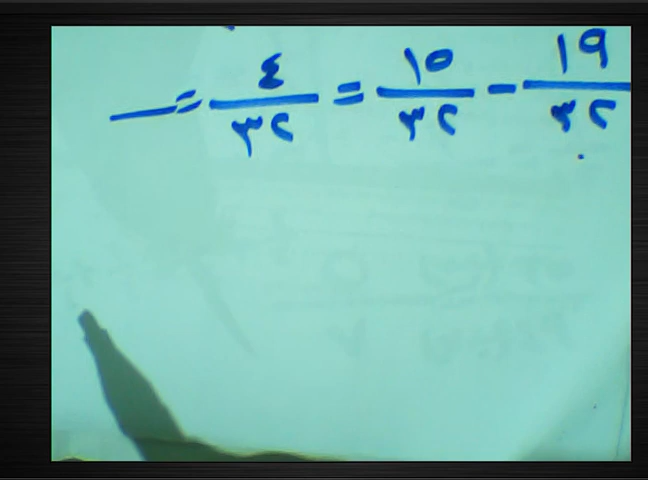 ١٩/٣٢ - ١٥/٣٢ = ٤/٣٢ = —